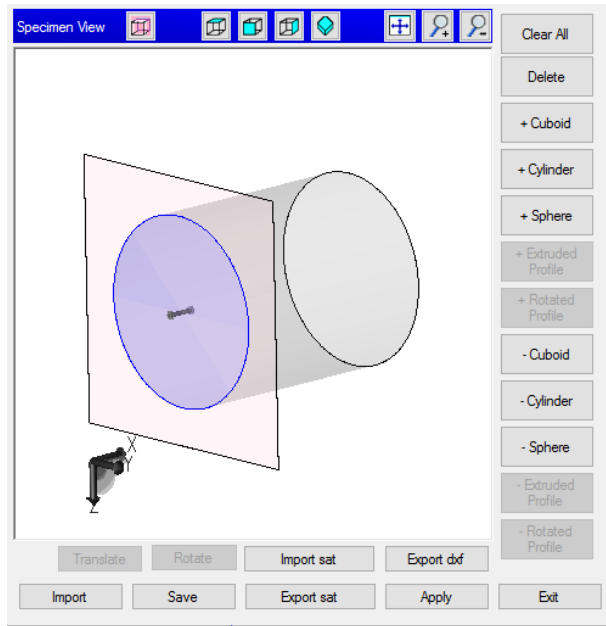 Specimen View
Clear All
Delete
+ Cuboid
+ Cylinder
+ Sphere
+ Extruded
Profile
+ Rotated
Profile
- Cuboid
- Cylinder
- Sphere
- Extruded
Profile
- Rotated
Profile
X
Y
Z
Translate
Rotate
Import sat
Export dxf
Import
Save
Export sat
Apply
Exit